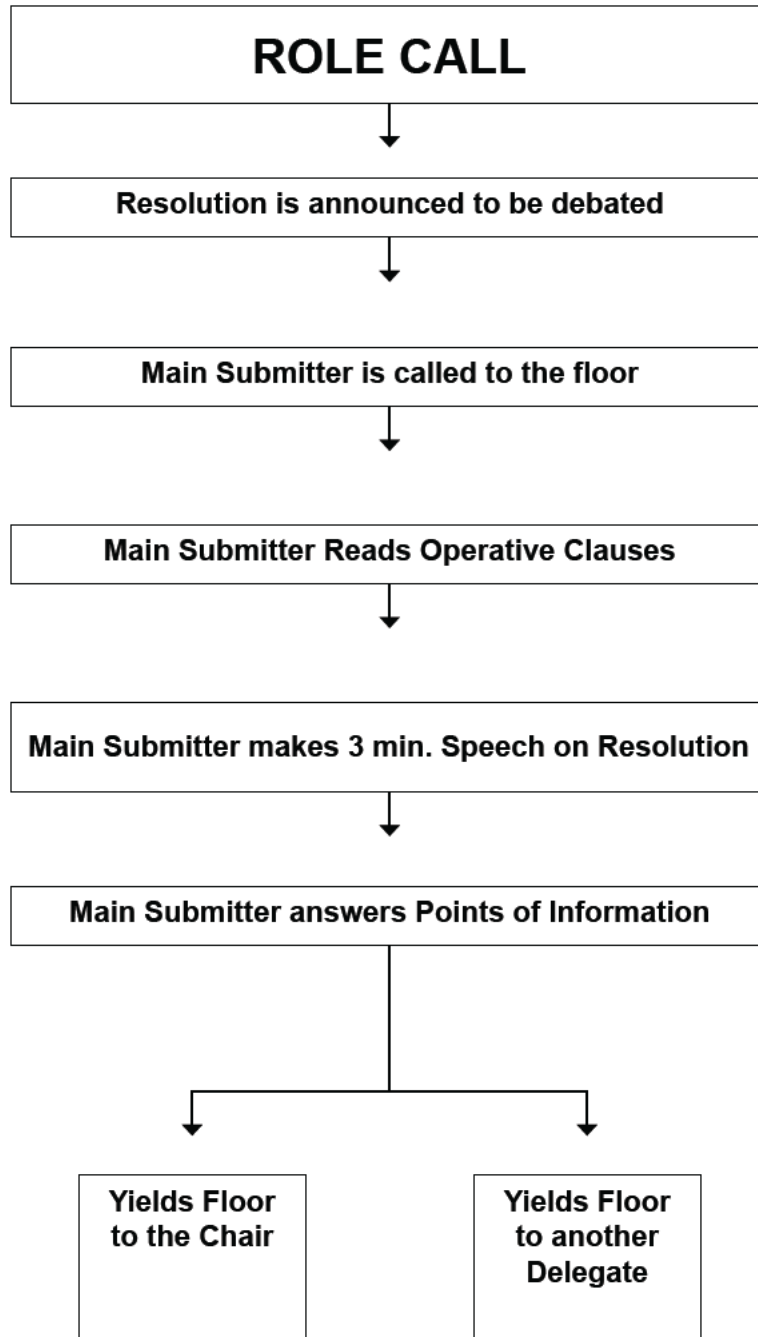 ROLE CALL
Resolution is announced to be debated
Main Submitter is called to the floor
Main Submitter Reads Operative Clauses
Main Submitter makes 3 min. Speech on Resolution
Main Submitter answers Points of Information
Yields Floor
to the Chair
Yields Floor
to another
Delegate